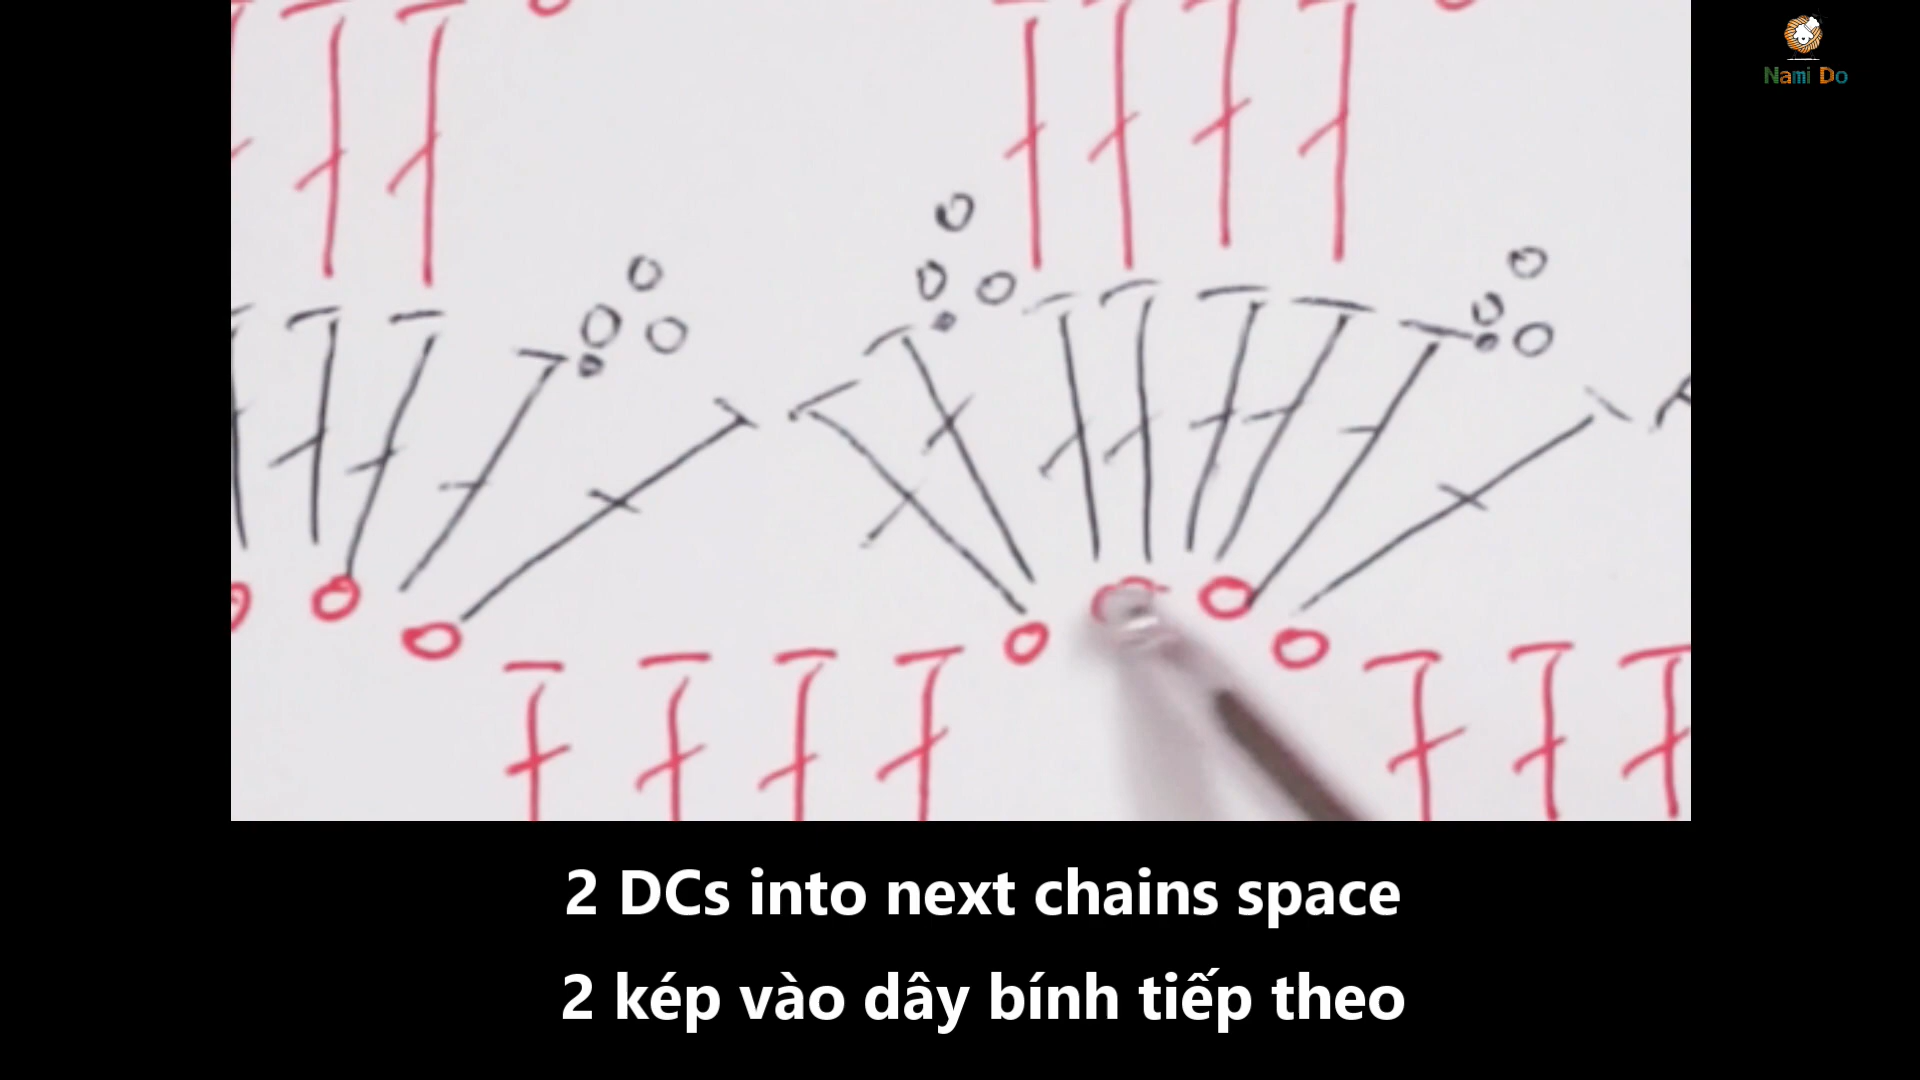 Nami Do
2 DCs into next chains space
2 kép vào dây bính tiếp theo